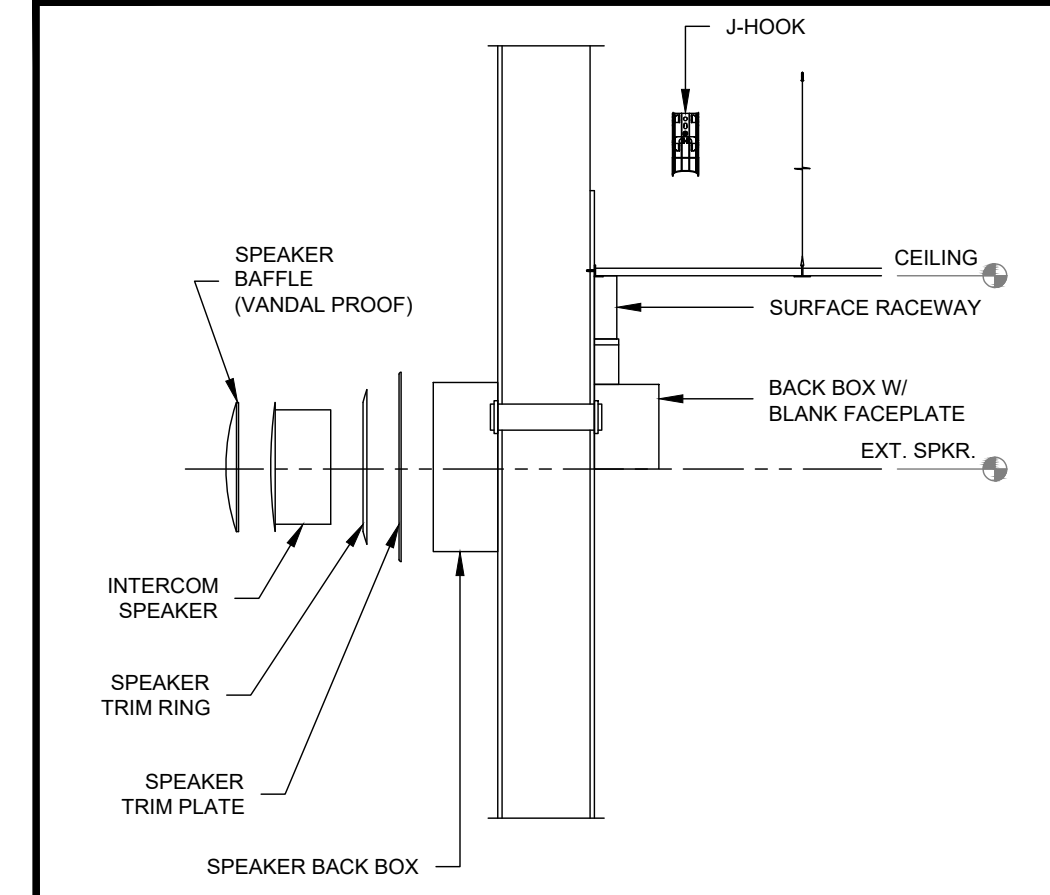 J-HOOK
SPEAKER
BAFFLE
(VANDAL PROOF)
CEILING
SURFACE RACEWAY
BACK BOX W/
BLANK FACEPLATE
EXT. SPKR.
INTERCOM
SPEAKER
SPEAKER
TRIM RING
SPEAKER
TRIM PLATE
SPEAKER BACK BOX